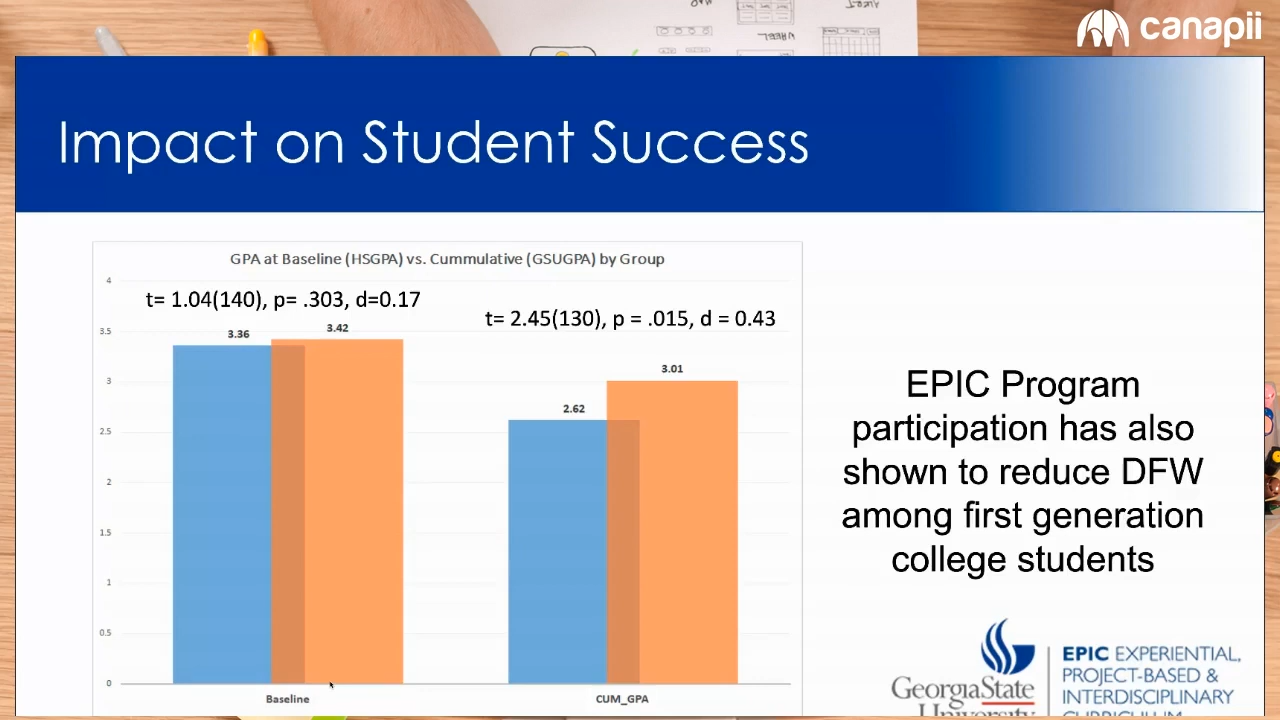 canapii
Impact on Student Success
GPA at Baseline (HSGPA) vs. Cummulative (GSUGPA) by Group
4
t= 1.04(140), p= .303, d=0.17
t= 2.45(130), p = .015, d = 0.43
3.5
3.36
3.42
3
3.01
2.62
2.5
2
1.5
1
0.5
0
Baseline
CUM_GPA
EPIC Program
participation has also
shown to reduce DFW
among first generation
college students
GeorgiaState
University
EPIC EXPERIENTIAL,
PROJECT-BASED &
INTERDISCIPLINARY
CURRICULUM